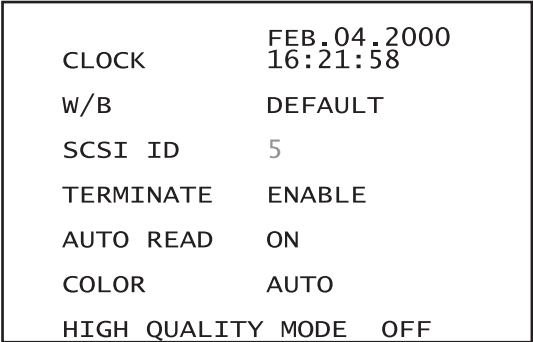 FEB.04.2000
CLOCK 16:21:58
W/B DEFAULT
SCSI ID 5
TERMINATE ENABLE
AUTO READ ON
COLOR AUTO
HIGH QUALITY MODE OFF